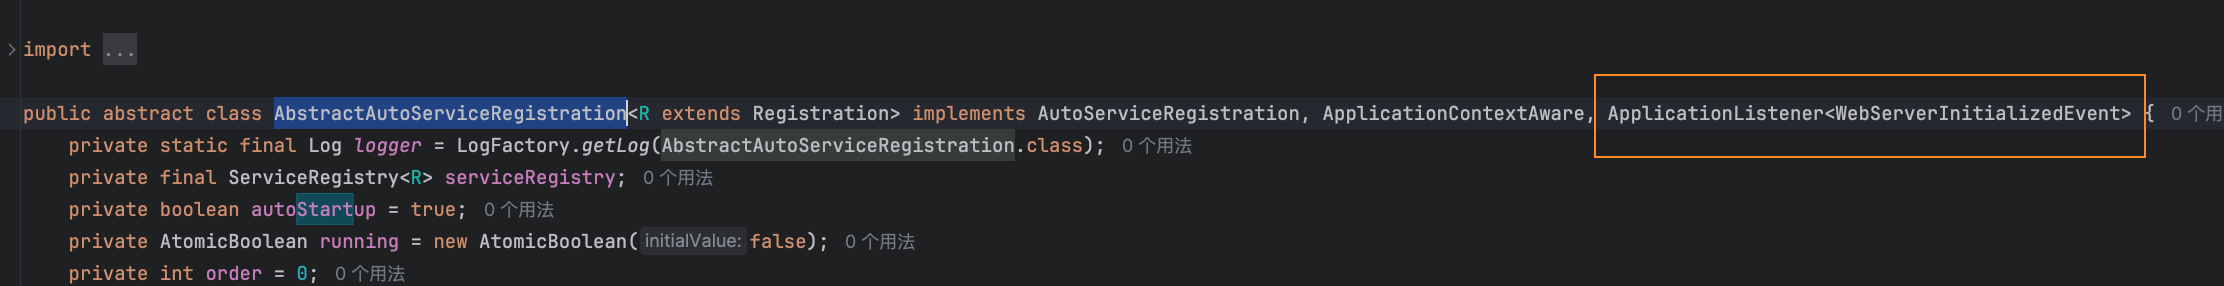 import ...
public abstract class AbstractAutoServiceRegistration<R extends Registration> implements AutoServiceRegistration, ApplicationContextAware, ApplicationListener<WebServerInitializedEvent> { 0 个用
private static final Log logger = LogFactory.getLog(AbstractAutoServiceRegistration.class); 0 个用法
private final ServiceRegistry<R> serviceRegistry; 0 个用法
private boolean autoStartup = true; 0 个用法
private AtomicBoolean running = new AtomicBoolean( initialValue: false); 0 个用法
private int order = 0; 0 个用法